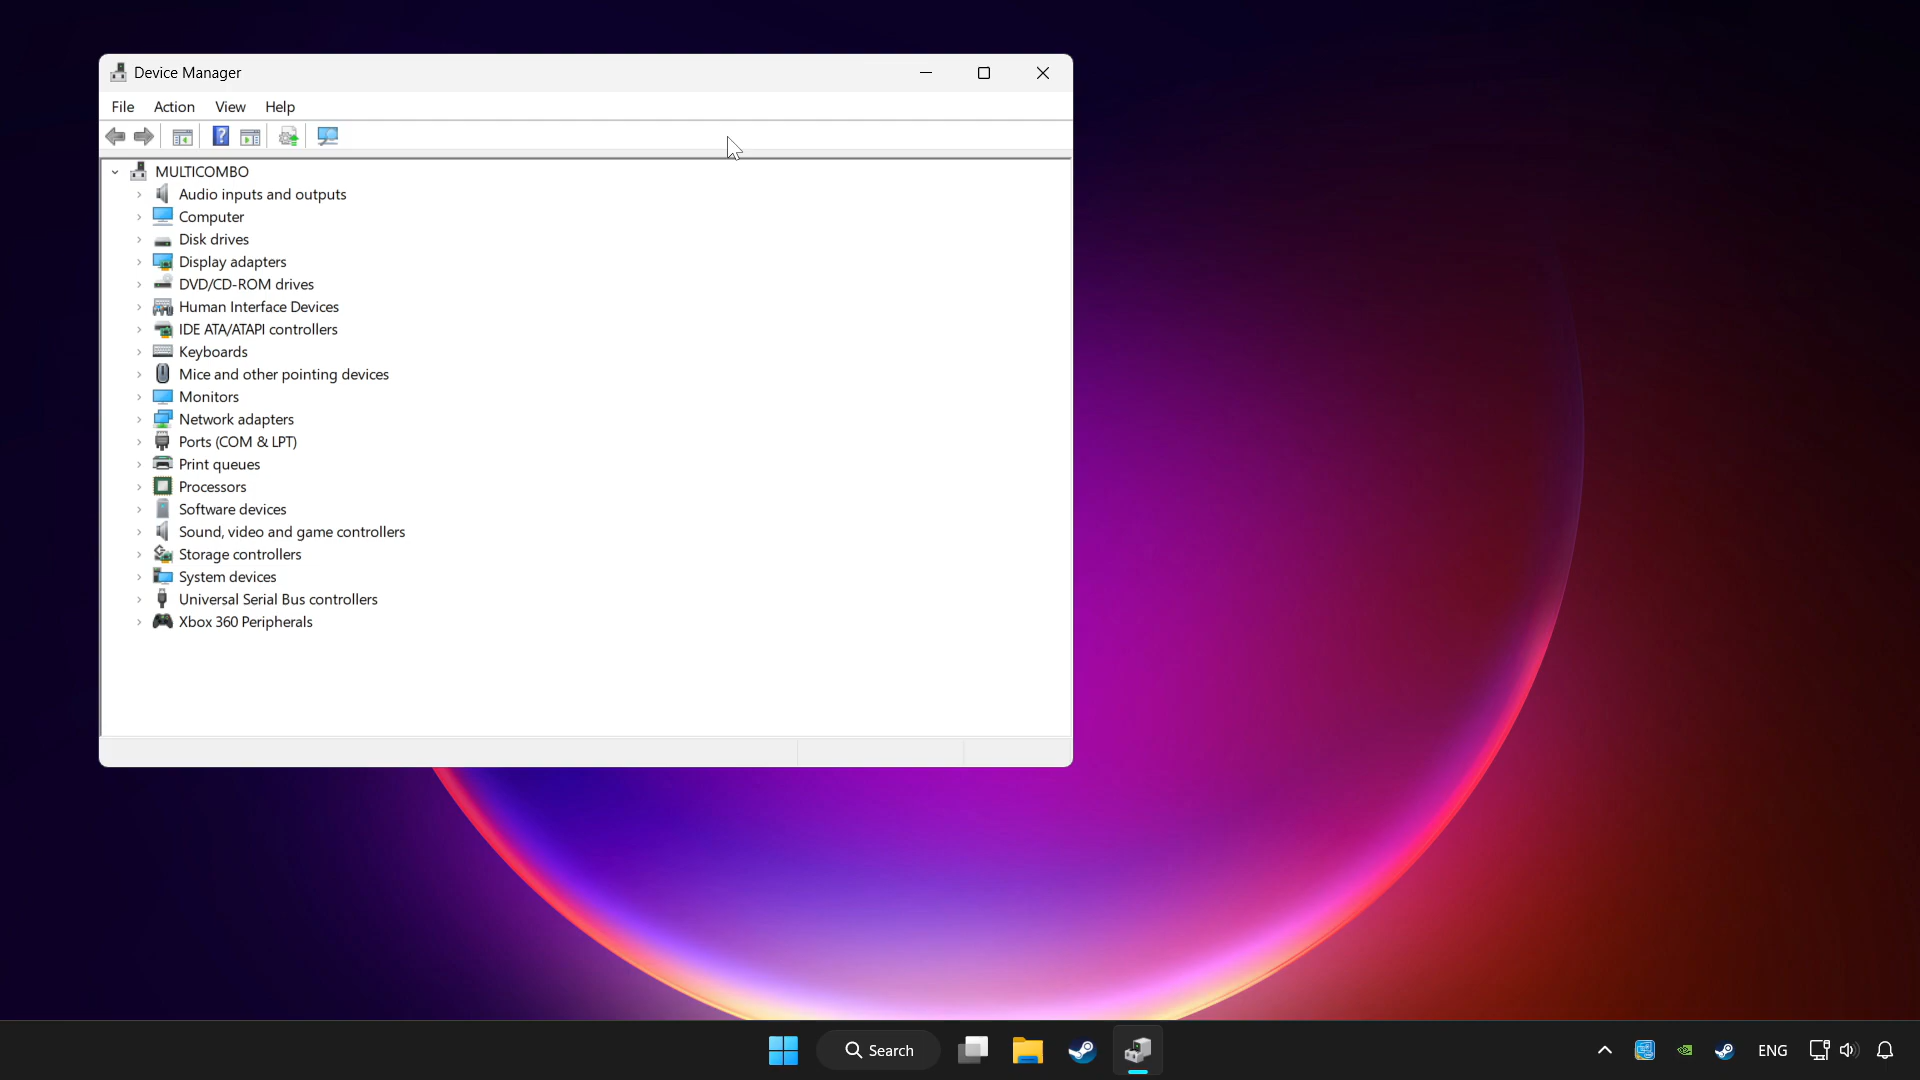 Device Manager
File Action View Help
?
MULTICOMBO
Audio inputs and outputs
Computer
Disk drives
Display adapters
DVD/CD-ROM drives
Human Interface Devices
IDE ATA/ATAPI controllers
Keyboards
Mice and other pointing devices
Monitors
Network adapters
Ports (COM & LPT)
Print queues
Processors
Software devices
Sound, video and game controllers
Storage controllers
System devices
Universal Serial Bus controllers
Xbox 360 Peripherals
Search
ENG